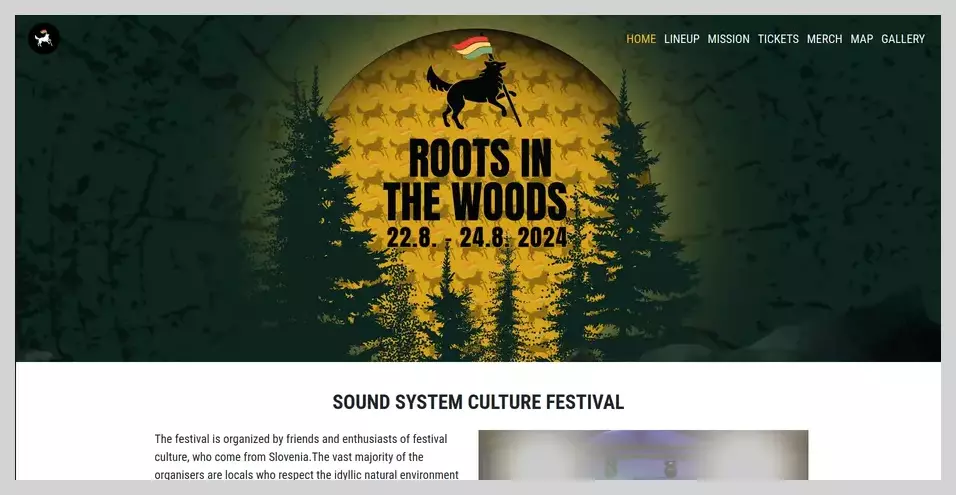 HOME LINEUP MISSION TICKETS MERCH MAP GALLERY
ROOTS IN
THE WOODS
22.8. - 24.8. 2024
SOUND SYSTEM CULTURE FESTIVAL
The festival is organized by friends and enthusiasts of festival
culture, who come from Slovenia.The vast majority of the
organisers are locals who respect the idyllic natural environment